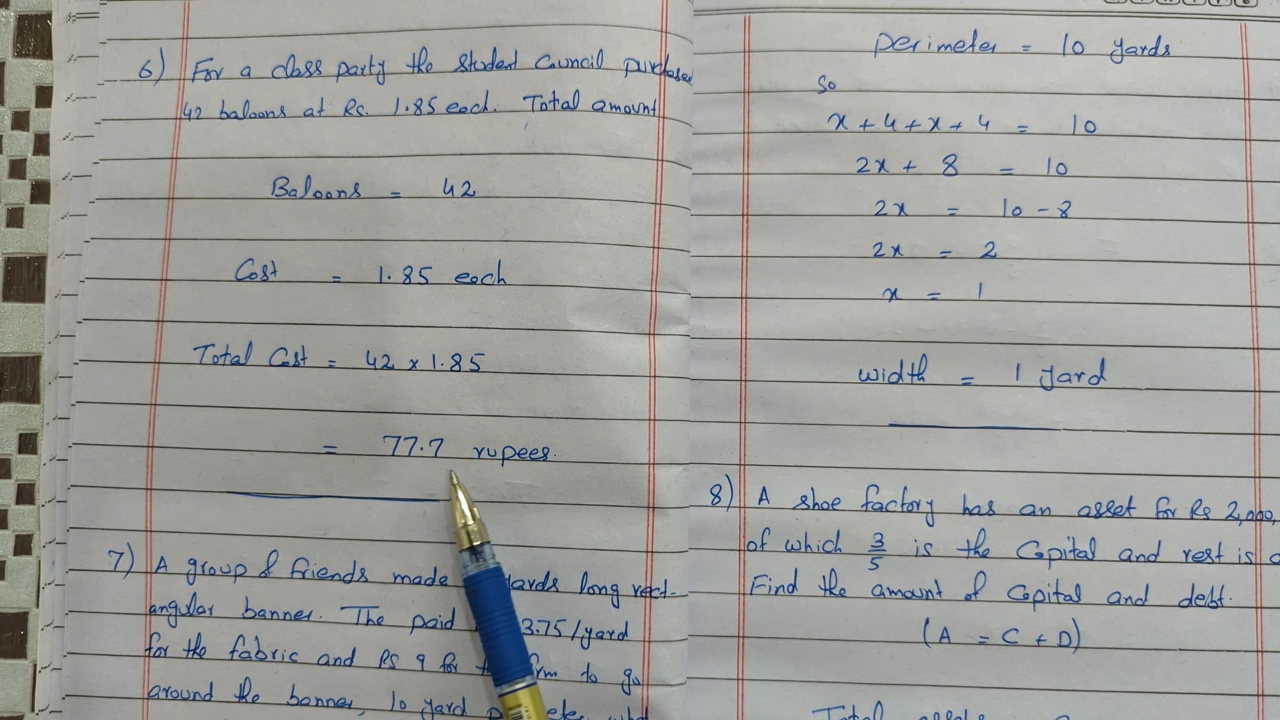 6) For a class party the student Council purchased
42 baloons at Rs. 1.85 each. Total amount
Baloons = 42
Cost = 1.85 each
Total Cost = 42 x 1.85
= 77.7 rupees.
7) A group of friends made yards long rect-
angular banner. The paid 3.75/yard
for the fabric and Rs 9 for to go
around the banner, 10 yard
Perimeter = 10 yards
So
x + 4 + x + 4 = 10
2x + 8 = 10
2x = 10 - 8
2x = 2
x = 1
width = 1 yard
8) A shoe factory has an asset for Rs 2,000,
of which 3/5 is the Capital and rest is
Find the amount of Capital and debt.
(A = C + D)
Total assets